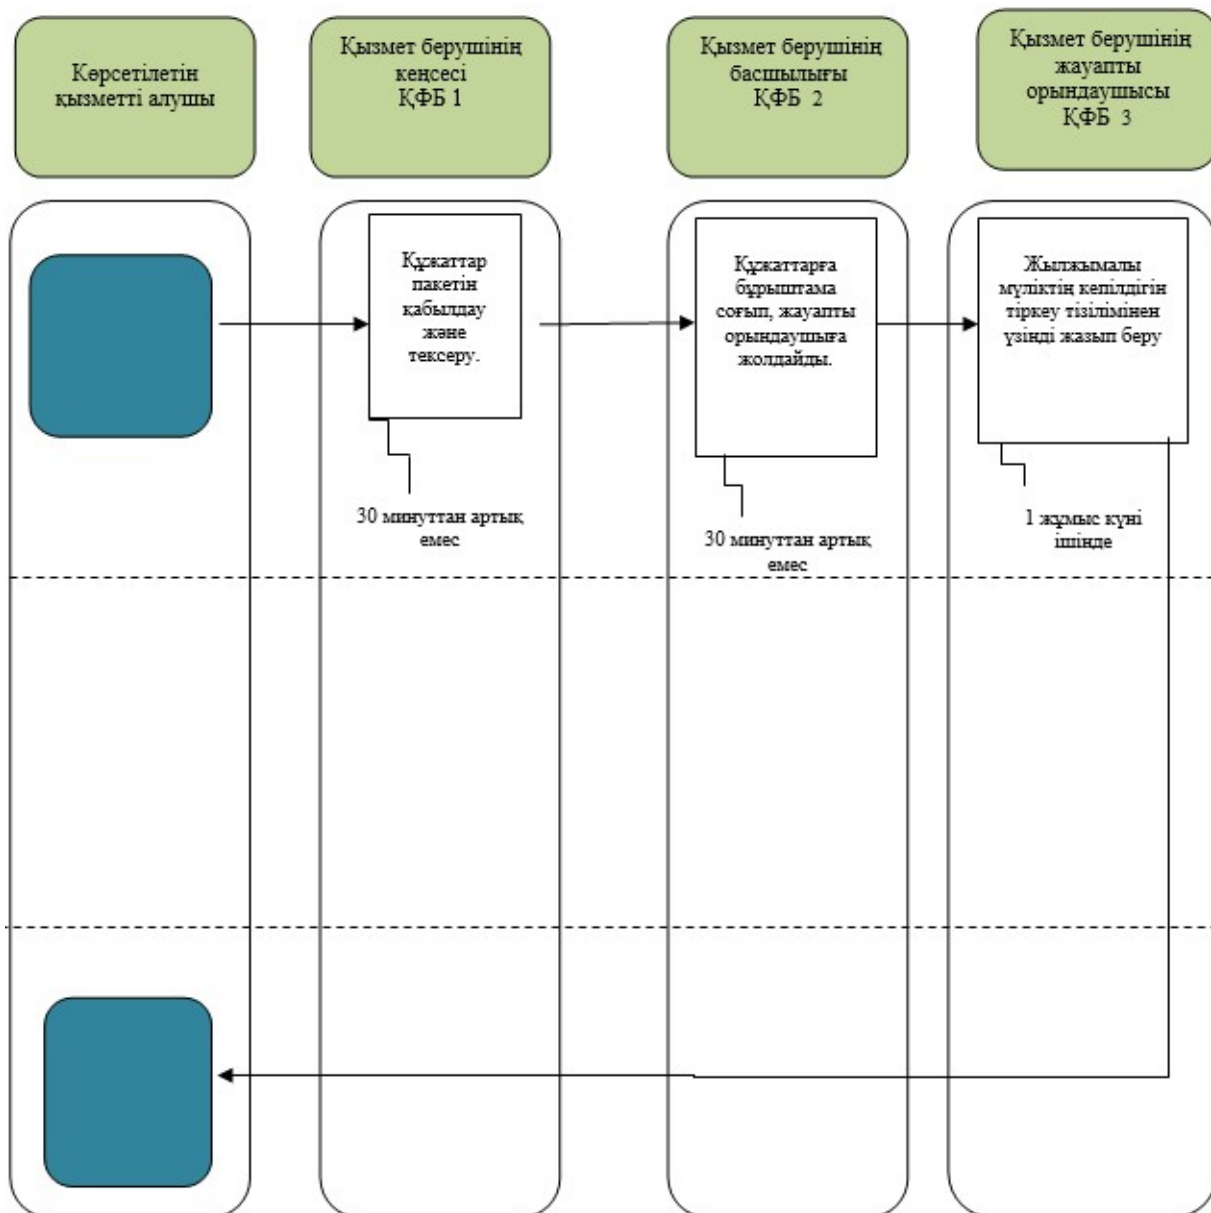 Көрсетілетін
қызметті алушы
Қызмет берушінің
кеңсесі
ҚФБ 1
Қызмет берушінің
басшылығы
ҚФБ 2
Қызмет берушінің
жауапты
орындаушысы
ҚФБ 3
Құжаттар
пакетін
қабылдау
және
тексеру.
Құжаттарға
бұрыштама
соғып, жауапты
орындаушыға
жолдайды.
Жылжымалы
мүліктің кепілдігін
тіркеу тізілімінен
үзінді жазып беру
30 минуттан артық
емес
30 минуттан артық
емес
1 жұмыс күні
ішінде